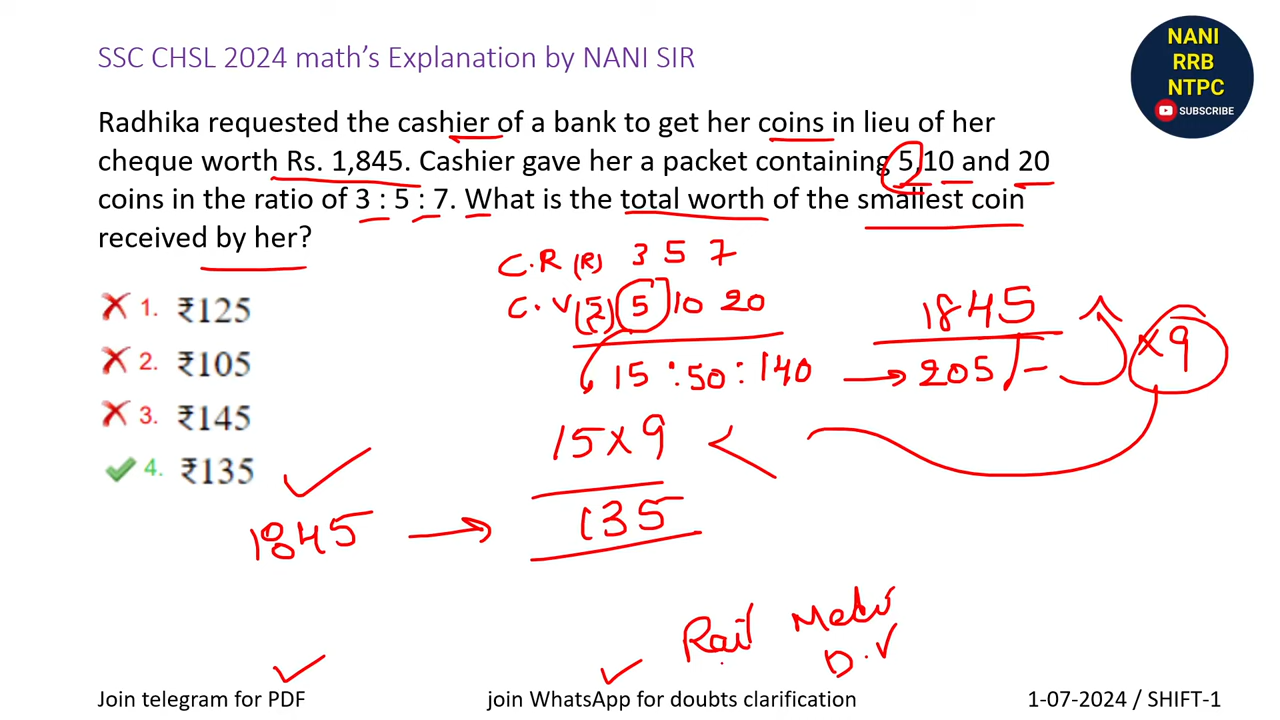 SSC CHSL 2024 math's Explanation by NANI SIR
NANI
RRB
NTPC
SUBSCRIBE
Radhika requested the cashier of a bank to get her coins in lieu of her
cheque worth Rs. 1,845. Cashier gave her a packet containing 5,10 and 20
coins in the ratio of 3 : 5 : 7. What is the total worth of the smallest coin
received by her?
C.R (R) 3 5 7
C.V (₹) 5 10 20
15 : 50 : 140 → 205/-
1845
×9
15×9
135
1. ₹125
2. ₹105
3. ₹145
4. ₹135
1845 →
Rail
D.V
Join telegram for PDF
join WhatsApp for doubts clarification
1-07-2024 / SHIFT-1